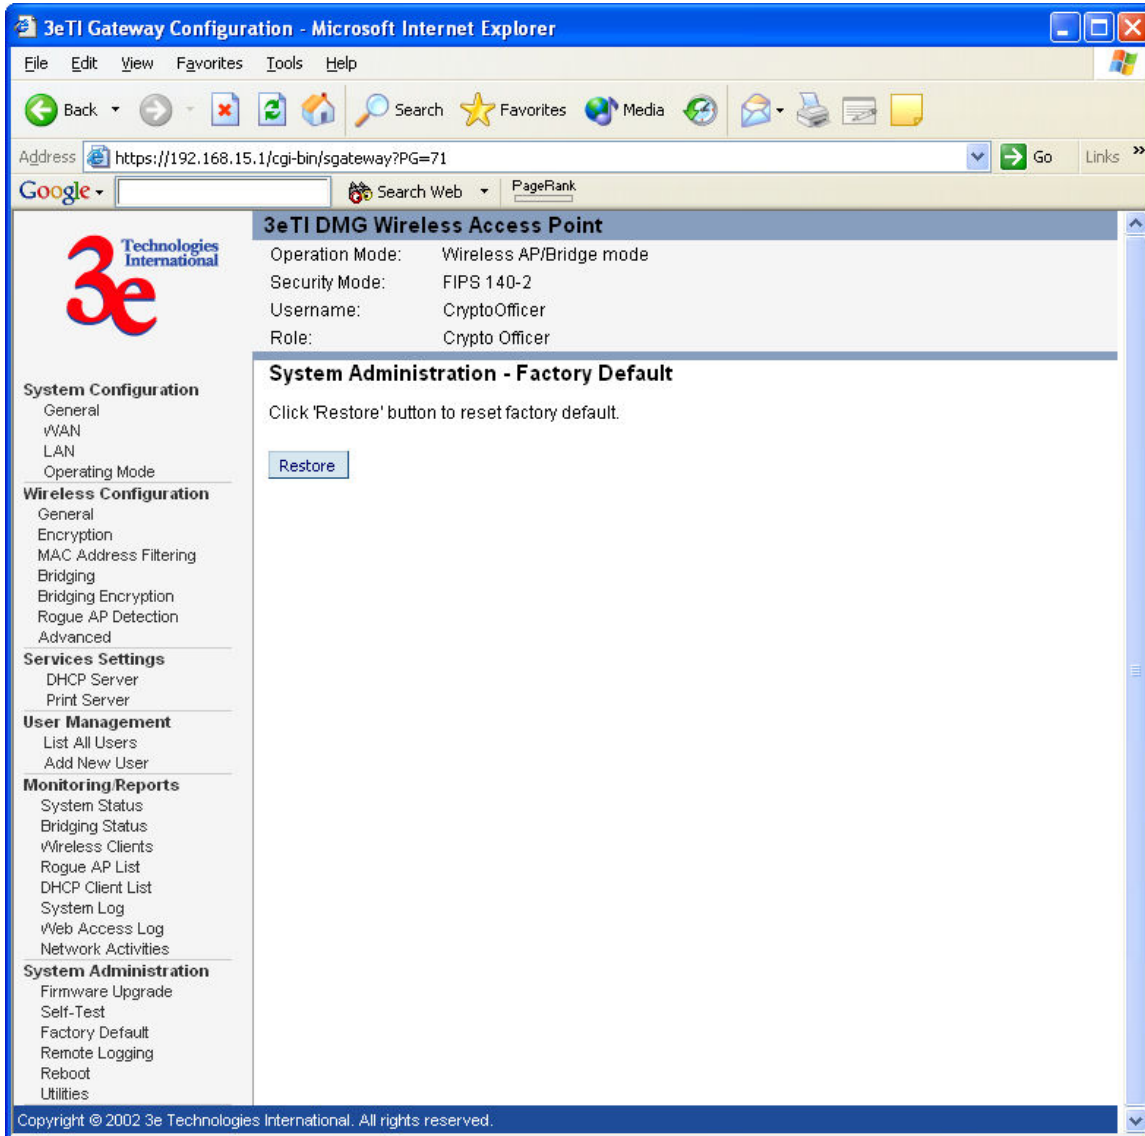 3eTI Gateway Configuration - Microsoft Internet Explorer
File Edit View Favorites Tools Help
Back Search Favorites Media
Address https://192.168.15.1/cgi-bin/sgateway?PG=71 Go Links »
Google Search Web PageRank
3e Technologies
International
3eTI DMG Wireless Access Point
Operation Mode: Wireless AP/Bridge mode
Security Mode: FIPS 140-2
Username: CryptoOfficer
Role: Crypto Officer
System Administration - Factory Default
Click 'Restore' button to reset factory default.
Restore
System Configuration
General
WAN
LAN
Operating Mode
Wireless Configuration
General
Encryption
MAC Address Filtering
Bridging
Bridging Encryption
Rogue AP Detection
Advanced
Services Settings
DHCP Server
Print Server
User Management
List All Users
Add New User
Monitoring/Reports
System Status
Bridging Status
Wireless Clients
Rogue AP List
DHCP Client List
System Log
Web Access Log
Network Activities
System Administration
Firmware Upgrade
Self-Test
Factory Default
Remote Logging
Reboot
Utilities
Copyright © 2002 3e Technologies International. All rights reserved.